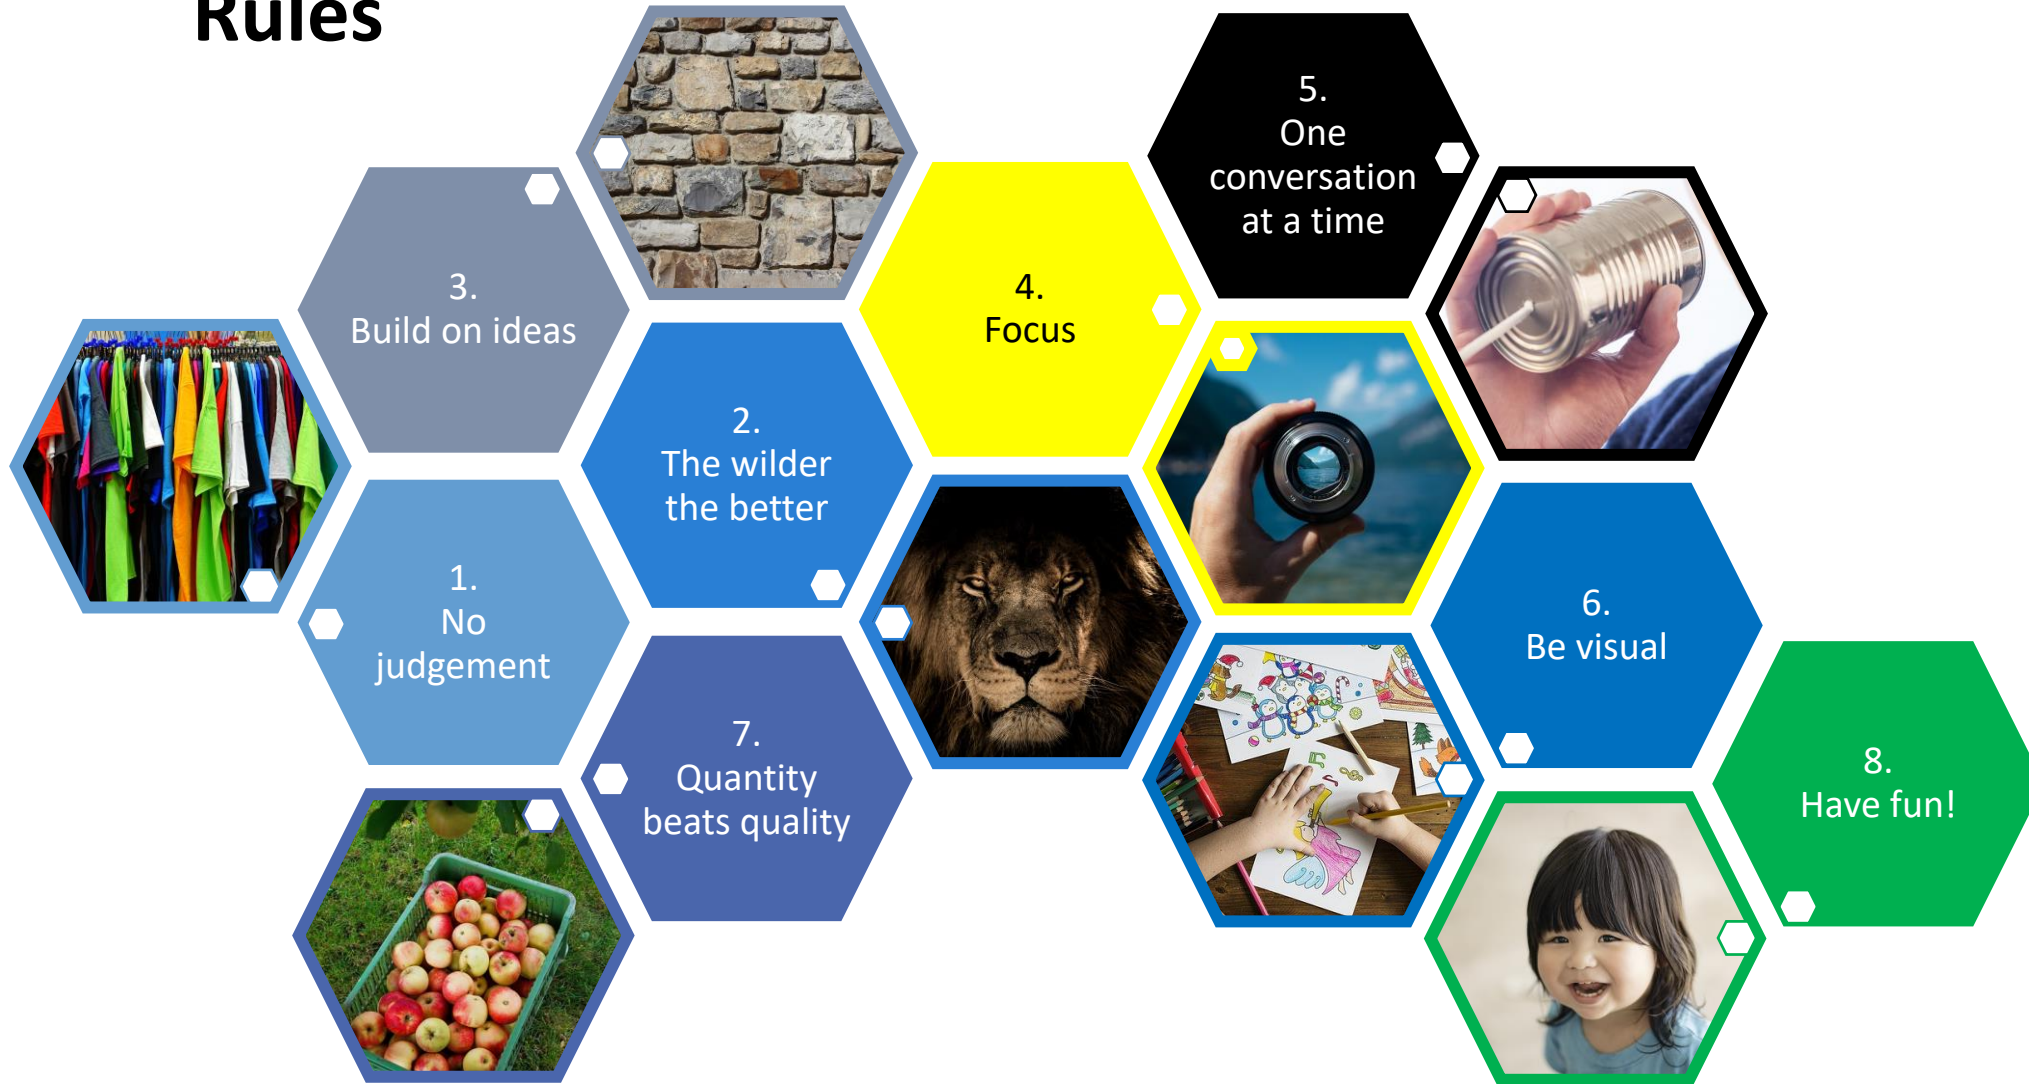 Rules
5.
One
conversation
at a time
3.
Build on ideas
4.
Focus
2.
The wilder
the better
1.
No
judgement
6.
Be visual
7.
Quantity
beats quality
8.
Have fun!